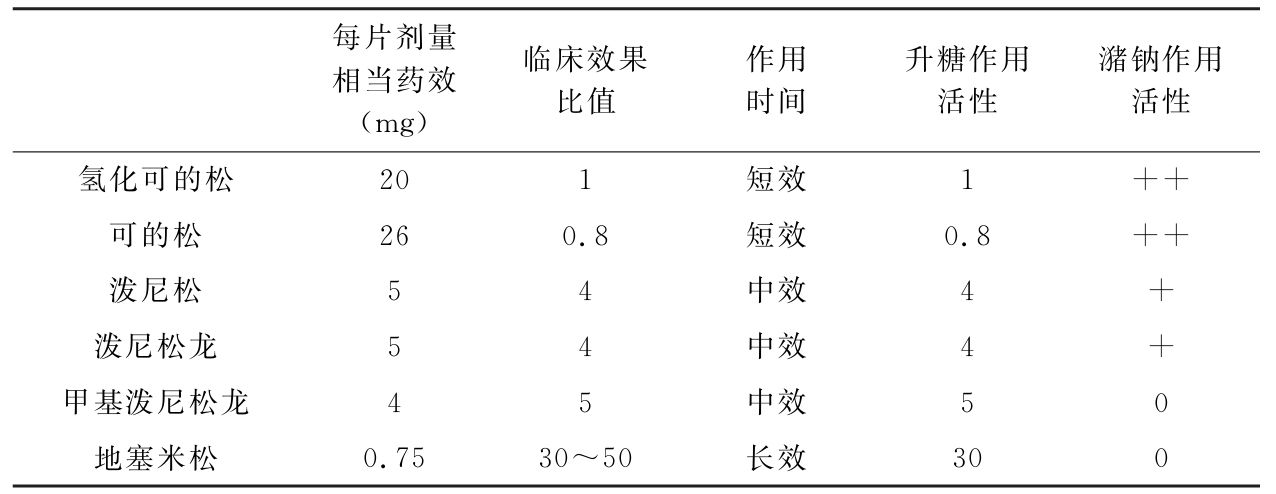 每片剂量 相当药效 (mg) 临床效果 比值 作用 时间 升糖作用 活性 潴钠作用 活性
氢化可的松 20 1 短效 1 ++
可的松 26 0.8 短效 0.8 ++
泼尼松 5 4 中效 4 +
泼尼松龙 5 4 中效 4 +
甲基泼尼松龙 4 5 中效 5 0
地塞米松 0.75 30～50 长效 30 0